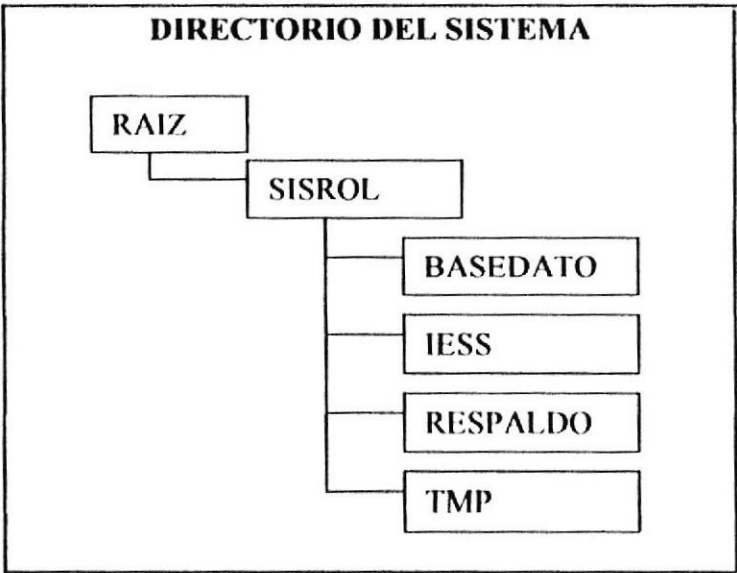 DIRECTORIO DEL SISTEMA
RAIZ
SISROL
BASEDATO
IESS
RESPALDO
TMP